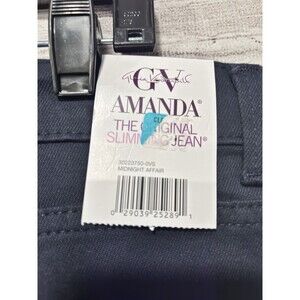 GV
AMANDA®
THE ORIGINAL
SLIMMING JEAN®
MIDNIGHT AFFAIR
0 29039 25289 1